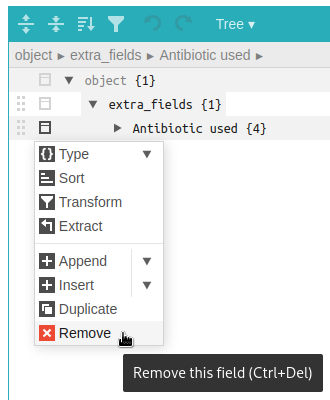 Tree ▾
object ► extra_fields ► Antibiotic used ►
object {1}
extra_fields {1}
Antibiotic used {4}
Type
Sort
Transform
Extract
Append
Insert
Duplicate
Remove
Remove this field (Ctrl+Del)